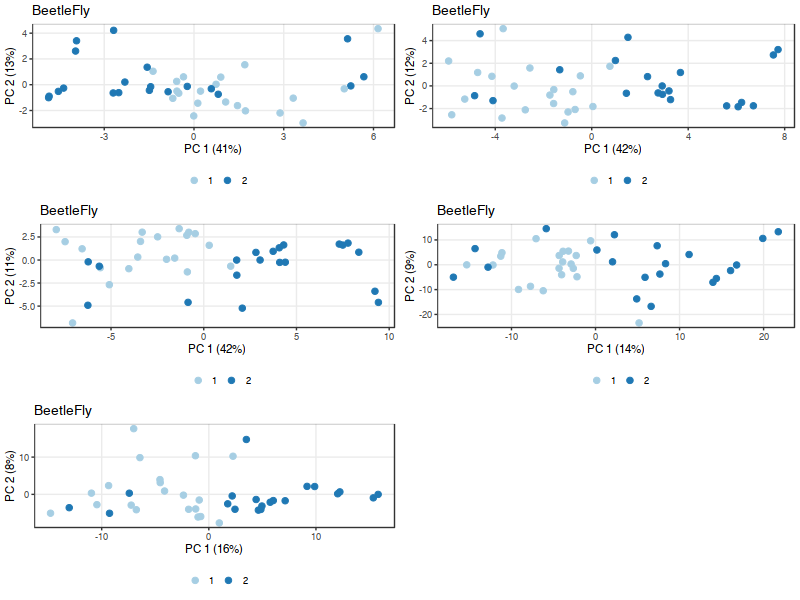 BeetleFly
PC 2 (13%)
4
2
0
-2
-3
0
3
6
PC 1 (41%)
1 2
BeetleFly
PC 2 (12%)
4
2
0
-2
-4
0
4
8
PC 1 (42%)
1 2
BeetleFly
PC 2 (11%)
2.5
0.0
-2.5
-5.0
-5
0
5
10
PC 1 (42%)
1 2
BeetleFly
PC 2 (9%)
10
0
-10
-20
-10
0
10
20
PC 1 (14%)
1 2
BeetleFly
PC 2 (8%)
10
0
-10
0
10
PC 1 (16%)
1 2